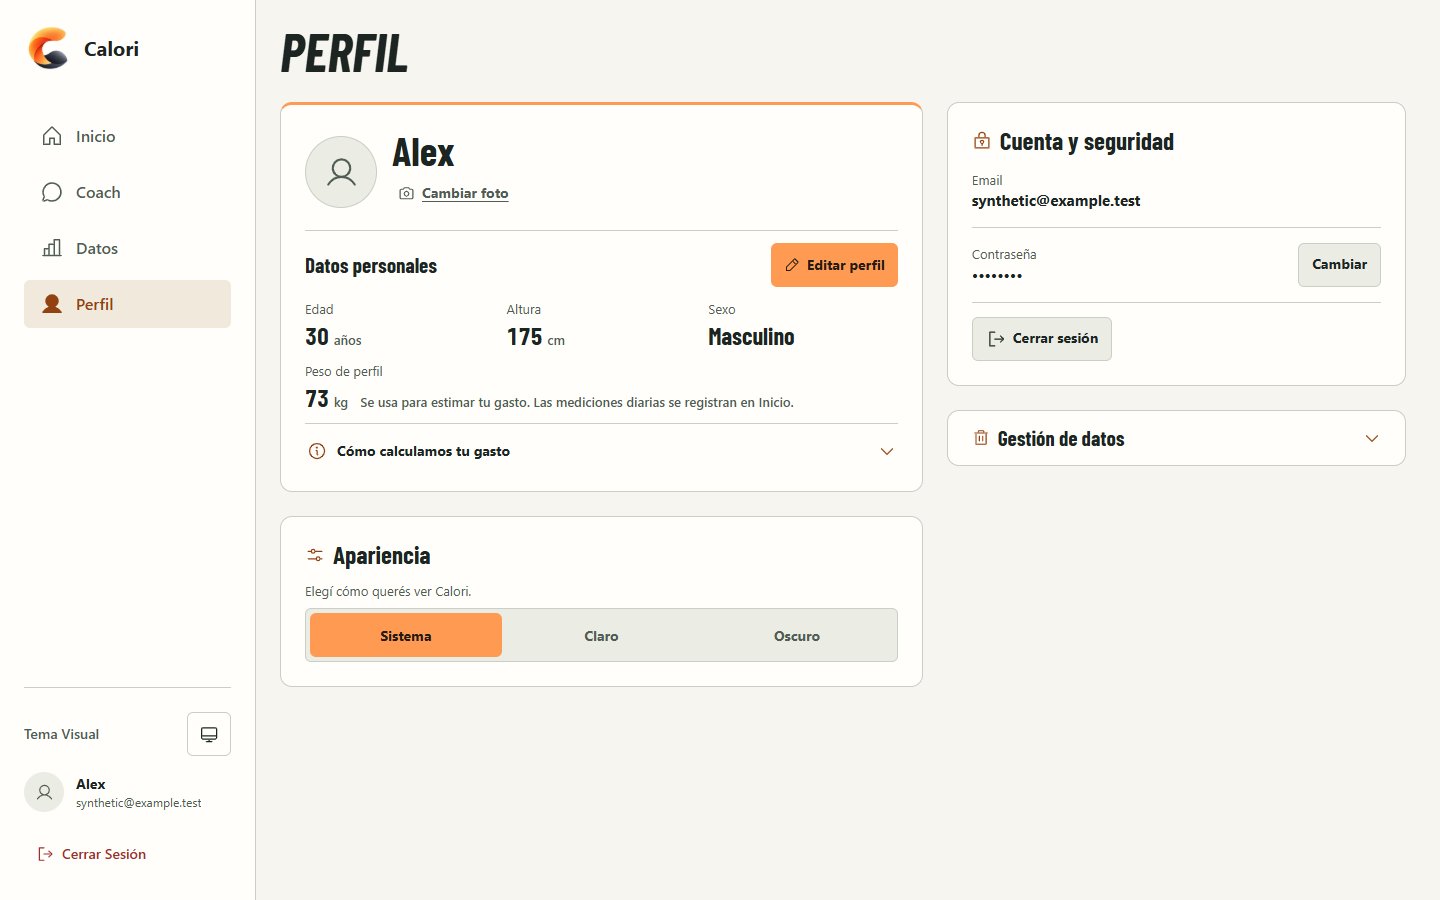 Calori
Inicio
Coach
Datos
Perfil
Tema Visual
Alex
synthetic@example.test
Cerrar Sesión
PERFIL
Alex
Cambiar foto
Datos personales
Editar perfil
Edad
30 años
Altura
175 cm
Sexo
Masculino
Peso de perfil
73 kg Se usa para estimar tu gasto. Las mediciones diarias se registran en Inicio.
Cómo calculamos tu gasto
Apariencia
Elegí cómo querés ver Calori.
Sistema
Claro
Oscuro
Cuenta y seguridad
Email
synthetic@example.test
Contraseña
••••••••
Cambiar
Cerrar sesión
Gestión de datos